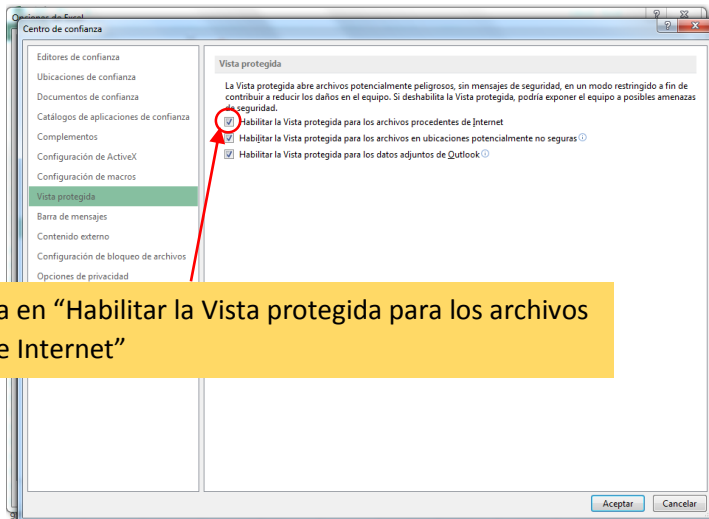 Opciones de Excel
Centro de confianza
Editores de confianza
Ubicaciones de confianza
Documentos de confianza
Catálogos de aplicaciones de confianza
Complementos
Configuración de ActiveX
Configuración de macros
Vista protegida
Barra de mensajes
Contenido externo
Configuración de bloqueo de archivos
Opciones de privacidad
Vista protegida
La Vista protegida abre archivos potencialmente peligrosos, sin mensajes de seguridad, en un modo restringido a fin de
contribuir a reducir los daños en el equipo. Si deshabilita la Vista protegida, podría exponer el equipo a posibles amenazas
de seguridad.
Habilitar la Vista protegida para los archivos procedentes de Internet
Habilitar la Vista protegida para los archivos en ubicaciones potencialmente no seguras
Habilitar la Vista protegida para los datos adjuntos de Outlook
a en “Habilitar la Vista protegida para los archivos
e Internet”
Aceptar Cancelar